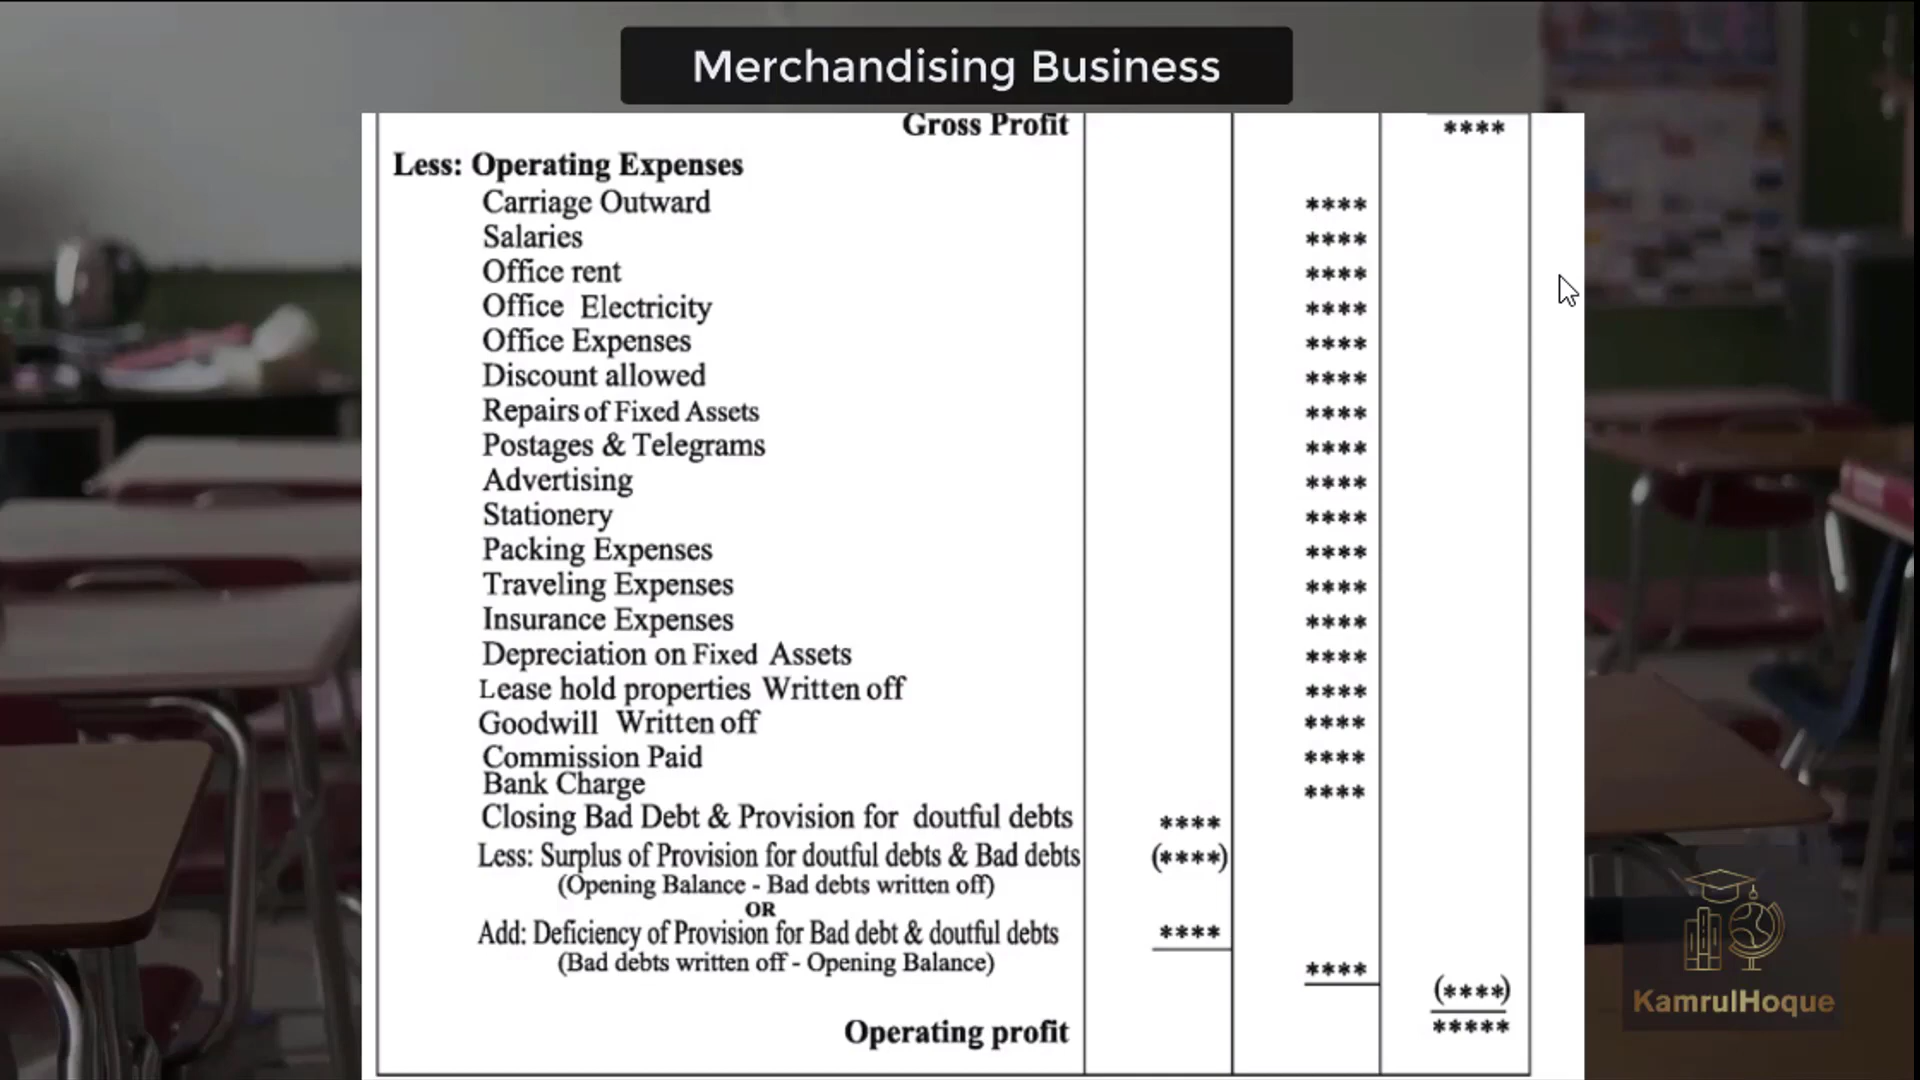 Merchandising Business
Gross Profit ****
Less: Operating Expenses
Carriage Outward ****
Salaries ****
Office rent ****
Office Electricity ****
Office Expenses ****
Discount allowed ****
Repairs of Fixed Assets ****
Postages & Telegrams ****
Advertising ****
Stationery ****
Packing Expenses ****
Traveling Expenses ****
Insurance Expenses ****
Depreciation on Fixed Assets ****
Lease hold properties Written off ****
Goodwill Written off ****
Commission Paid ****
Bank Charge ****
Closing Bad Debt & Provision for doutful debts ****
Less: Surplus of Provision for doutful debts & Bad debts (****)
(Opening Balance - Bad debts written off)
OR
Add: Deficiency of Provision for Bad debt & doutful debts ****
(Bad debts written off - Opening Balance) ****
(****)
Operating profit *****
KamrulHoque